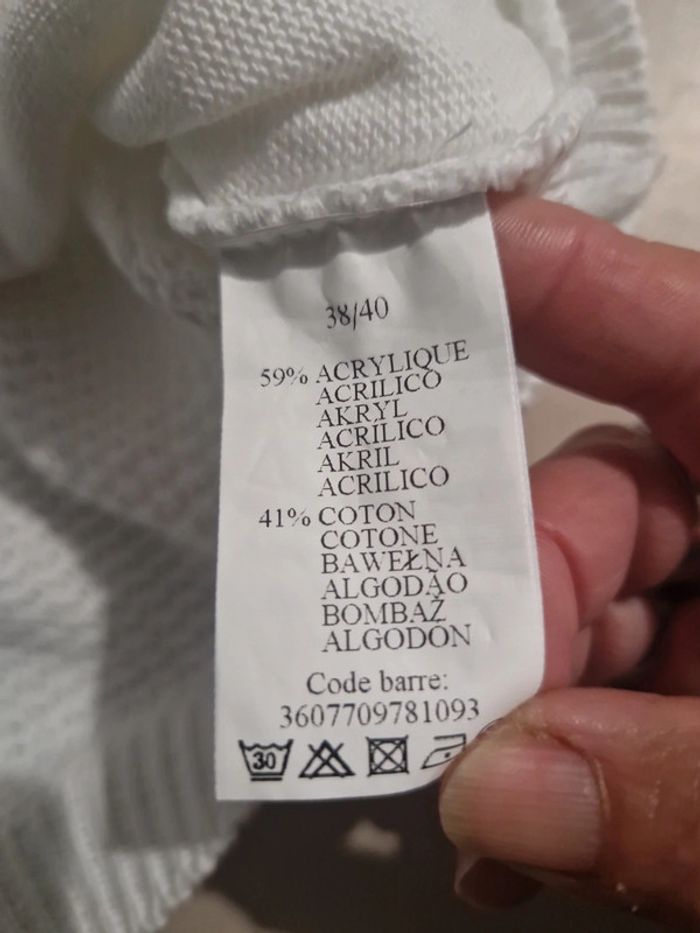 38/40
59% ACRYLIQUE
ACRILICO
AKRYL
ACRÍLICO
AKRIL
ACRILICO
41% COTON
COTONE
BAWEŁNA
ALGODÃO
BOMBAŽ
ALGODÓN
Code barre:
3607709781093
30